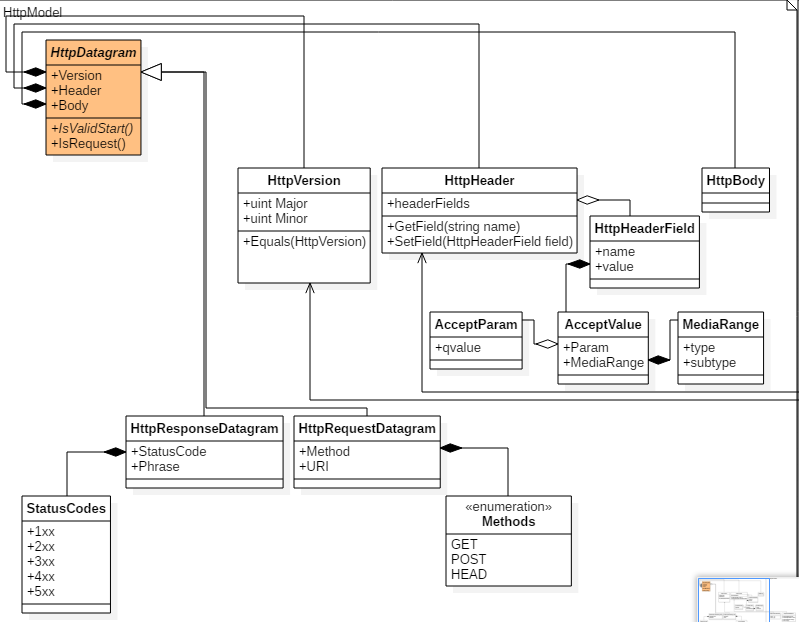 HttpModel
HttpDatagram
+Version
+Header
+Body
+IsValidStart()
+IsRequest()
HttpVersion
+uint Major
+uint Minor
+Equals(HttpVersion)
HttpHeader
+headerFields
+GetField(string name)
+SetField(HttpHeaderField field)
HttpBody
HttpHeaderField
+name
+value
AcceptParam
+qvalue
AcceptValue
+Param
+MediaRange
MediaRange
+type
+subtype
HttpResponseDatagram
+StatusCode
+Phrase
HttpRequestDatagram
+Method
+URI
StatusCodes
+1xx
+2xx
+3xx
+4xx
+5xx
«enumeration»
Methods
GET
POST
HEAD